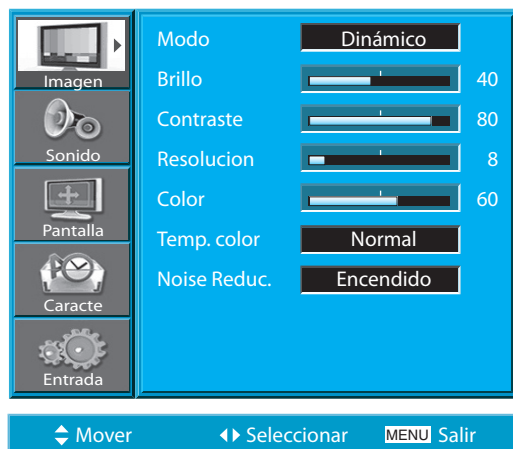 Imagen
Sonido
Pantalla
Caracte
Entrada
Modo Dinámico
Brillo 40
Contraste 80
Resolucion 8
Color 60
Temp. color Normal
Noise Reduc. Encendido
Mover Seleccionar MENU Salir